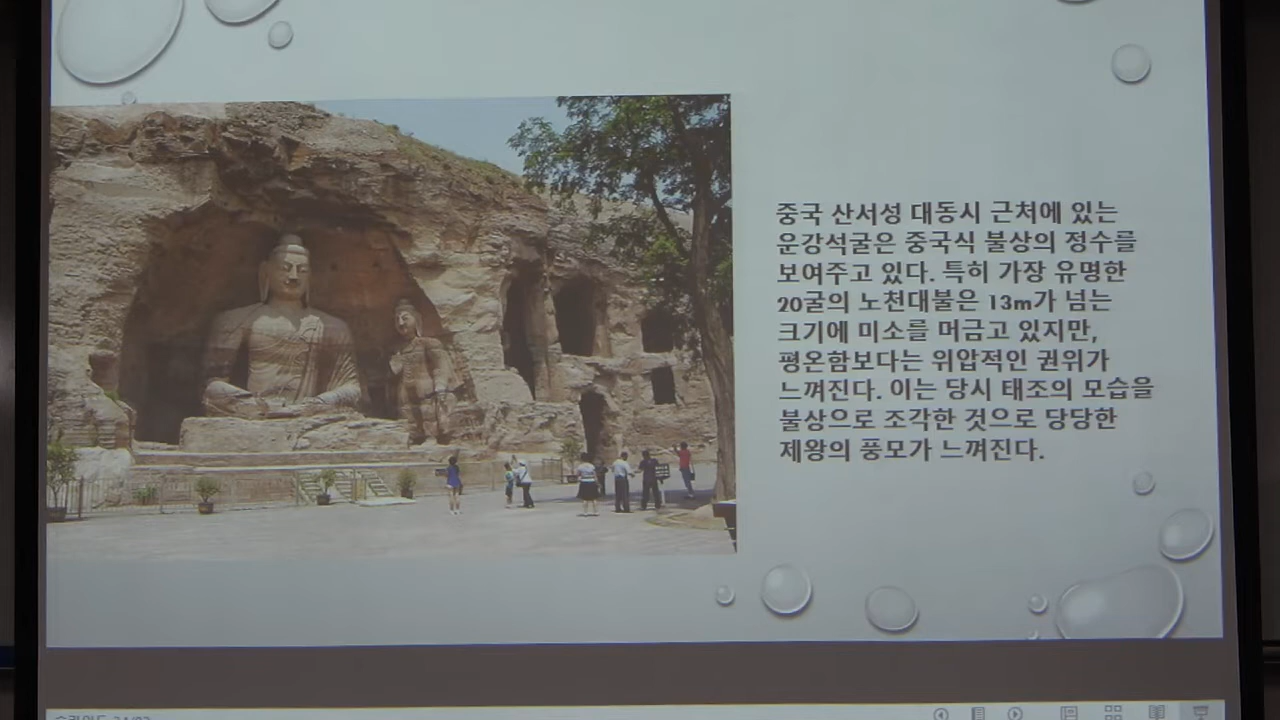 중국 산서성 대동시 근처에 있는
운강석굴은 중국식 불상의 정수를
보여주고 있다. 특히 가장 유명한
20굴의 노천대불은 13m가 넘는
크기에 미소를 머금고 있지만,
평온함보다는 위압적인 권위가
느껴진다. 이는 당시 태조의 모습을
불상으로 조각한 것으로 당당한
제왕의 풍모가 느껴진다.